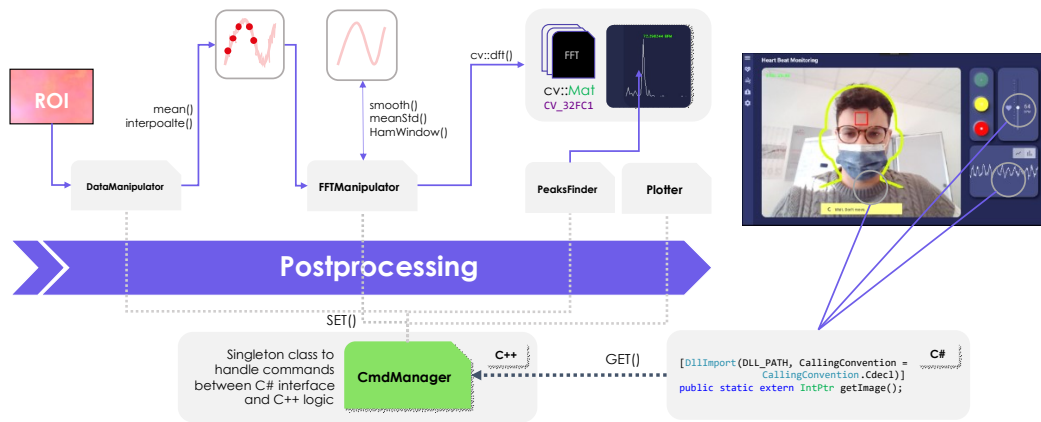 ROI
mean()
interpoalte()
smooth()
meanStd()
HamWindow()
cv::dft()
FFT
cv::Mat
CV_32FC1
DataManipulator
FFTManipulator
PeaksFinder
Plotter
Heart Beat Monitoring
Postprocessing
SET()
Singleton class to
handle commands
between C# interface
and C++ logic
CmdManager
C++
GET()
C#
[DllImport(DLL_PATH, CallingConvention =
CallingConvention.Cdecl)]
public static extern IntPtr getImage();